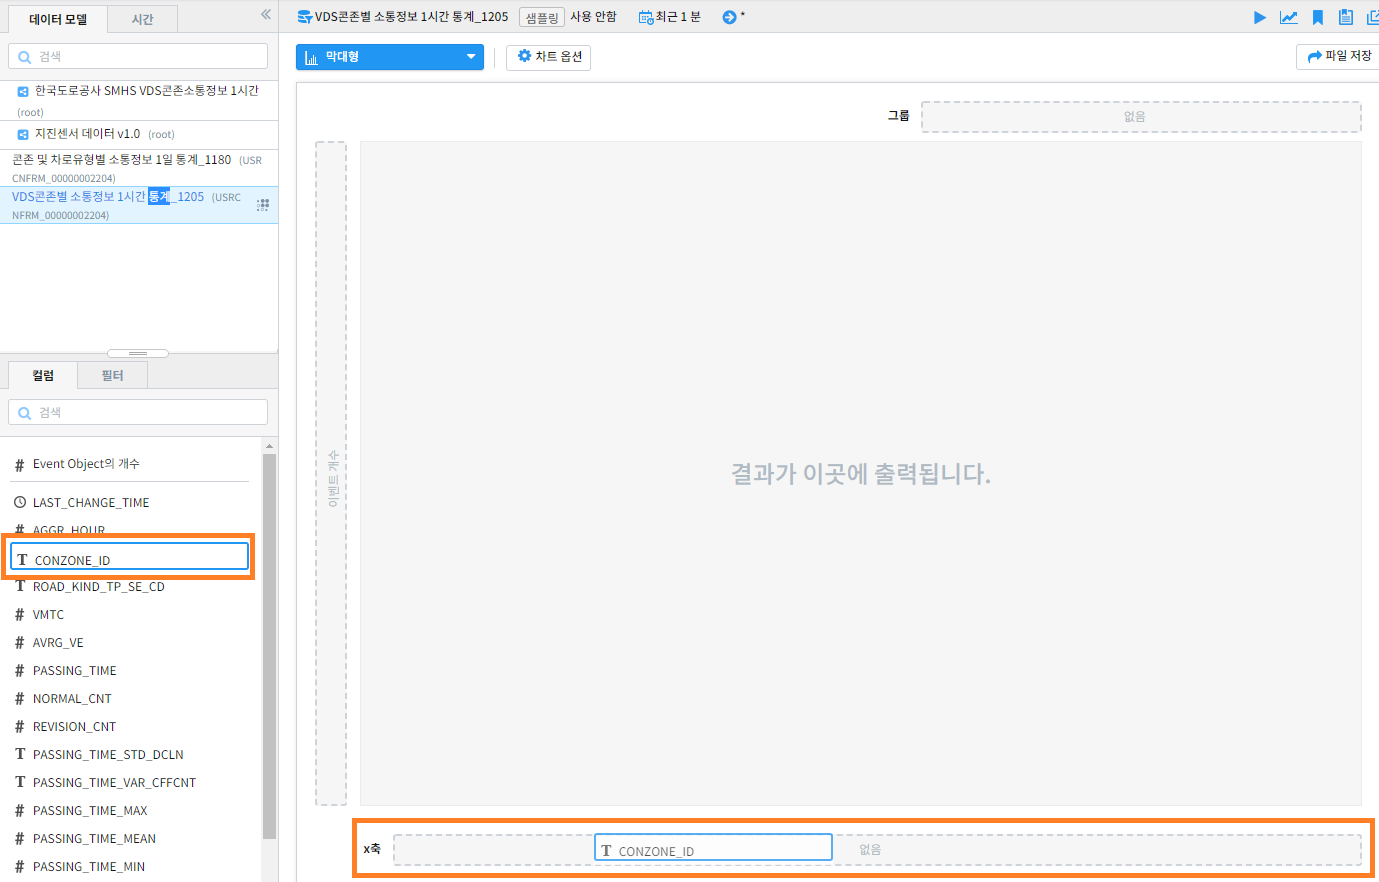 데이터 모델
시간
검색
한국도로공사 SMHS VDS콘존소통정보 1시간
(root)
지진센서 데이터 v1.0 (root)
콘존 및 차로유형별 소통정보 1일 통계_1180 (USR
CNFRM_00000002204)
VDS콘존별 소통정보 1시간 통계_1205 (USRC
NFRM_00000002204)
컬럼
필터
검색
# Event Object의 개수
LAST_CHANGE_TIME
# AGGR_HOUR
T CONZONE_ID
T ROAD_KIND_TP_SE_CD
# VMTC
# AVRG_VE
# PASSING_TIME
# NORMAL_CNT
# REVISION_CNT
T PASSING_TIME_STD_DCLN
T PASSING_TIME_VAR_CFFCNT
# PASSING_TIME_MAX
# PASSING_TIME_MEAN
# PASSING_TIME_MIN
VDS콘존별 소통정보 1시간 통계_1205 샘플링 사용 안함 최근 1 분 *
막대형
차트 옵션
파일 저장
그룹
없음
이벤트 개수
결과가 이곳에 출력됩니다.
x축
T CONZONE_ID
없음